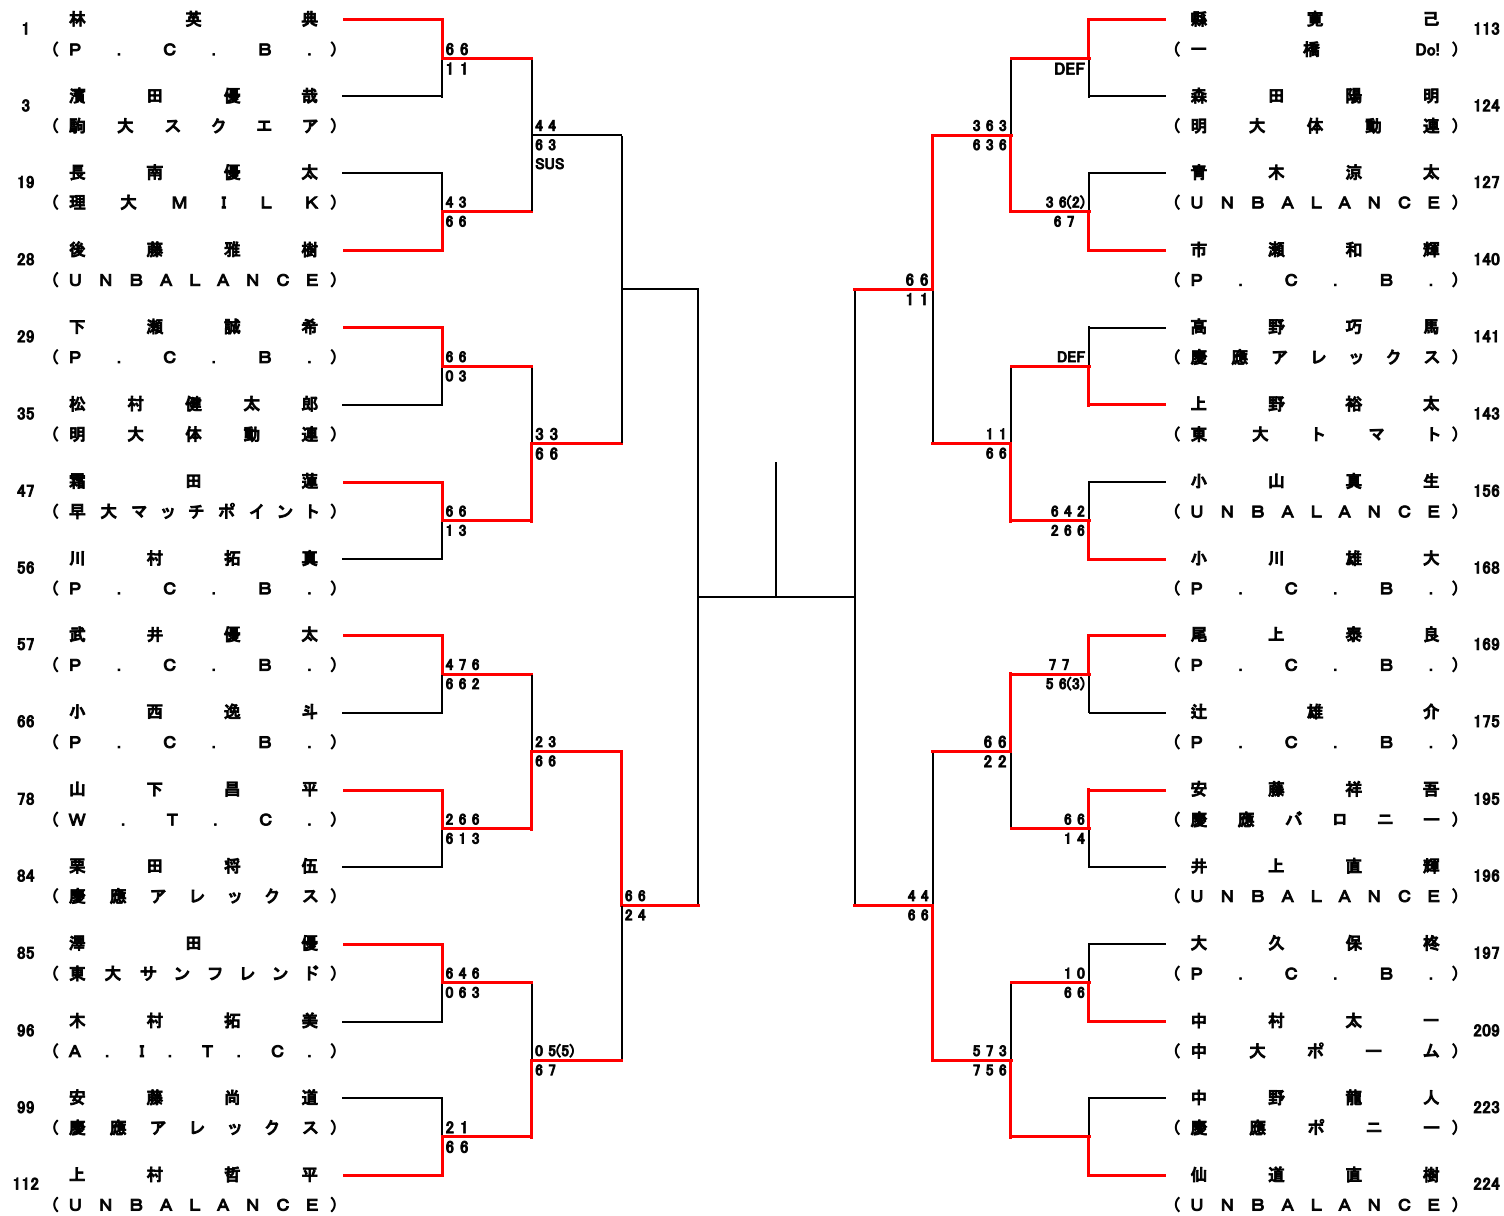 1 林英典
(P.C.B.)
66
11
3 濱田優哉
(駒大スクエア)
44
63
SUS
19 長南優太
(理大MILK)
43
66
28 後藤雅樹
(UNBALANCE)
29 下瀬誠希
(P.C.B.)
66
03
35 松村健太郎
(明大体動連)
33
66
47 霜田蓮
(早大マッチポイント)
66
13
56 川村拓真
(P.C.B.)
57 武井優太
(P.C.B.)
476
662
66 小西逸斗
(P.C.B.)
23
66
78 山下昌平
(W.T.C.)
266
613
84 栗田将伍
(慶應アレックス)
66
24
85 澤田優
(東大サンフレンド)
646
063
96 木村拓美
(A.I.T.C.)
05(5)
67
99 安藤尚道
(慶應アレックス)
21
66
112 上村哲平
(UNBALANCE)
縣寛己 113
(一橋Do!)
DEF
森田陽明 124
(明大体動連)
363
636
青木涼太 127
(UNBALANCE)
36(2)
67
市瀬和輝 140
(P.C.B.)
66
11
高野巧馬 141
(慶應アレックス)
DEF
上野裕太 143
(東大トマト)
11
66
小山真生 156
(UNBALANCE)
642
266
小川雄大 168
(P.C.B.)
尾上泰良 169
(P.C.B.)
77
56(3)
辻雄介 175
(P.C.B.)
66
22
安藤祥吾 195
(慶應バロニー)
66
14
井上直輝 196
(UNBALANCE)
44
66
大久保柊 197
(P.C.B.)
10
66
中村太一 209
(中大ポーム)
573
756
中野龍人 223
(慶應ポニー)
仙道直樹 224
(UNBALANCE)